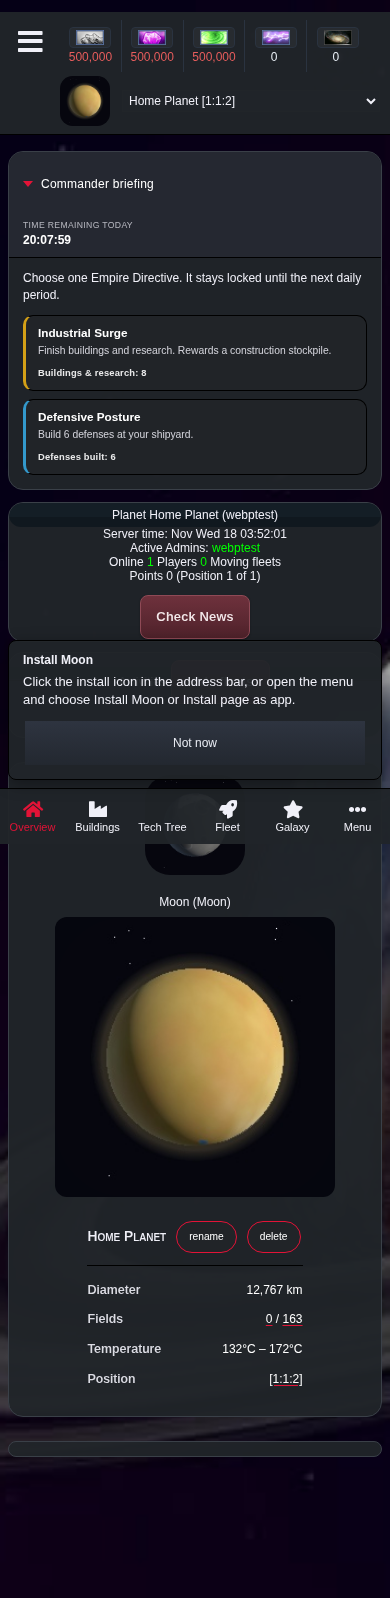 500,000 500,000 500,000 0 0
Home Planet [1:1:2]
Commander briefing
TIME REMAINING TODAY
20:07:59
Choose one Empire Directive. It stays locked until the next daily
period.
Industrial Surge
Finish buildings and research. Rewards a construction stockpile.
Buildings & research: 8
Defensive Posture
Build 6 defenses at your shipyard.
Defenses built: 6
Planet Home Planet (webptest)
Server time: Nov Wed 18 03:52:01
Active Admins: webptest
Online 1 Players 0 Moving fleets
Points 0 (Position 1 of 1)
Check News
Install Moon
Click the install icon in the address bar, or open the menu
and choose Install Moon or Install page as app.
Not now
Overview Buildings Tech Tree Fleet Galaxy Menu
Moon (Moon)
Home Planet rename delete
Diameter 12,767 km
Fields 0 / 163
Temperature 132°C – 172°C
Position [1:1:2]